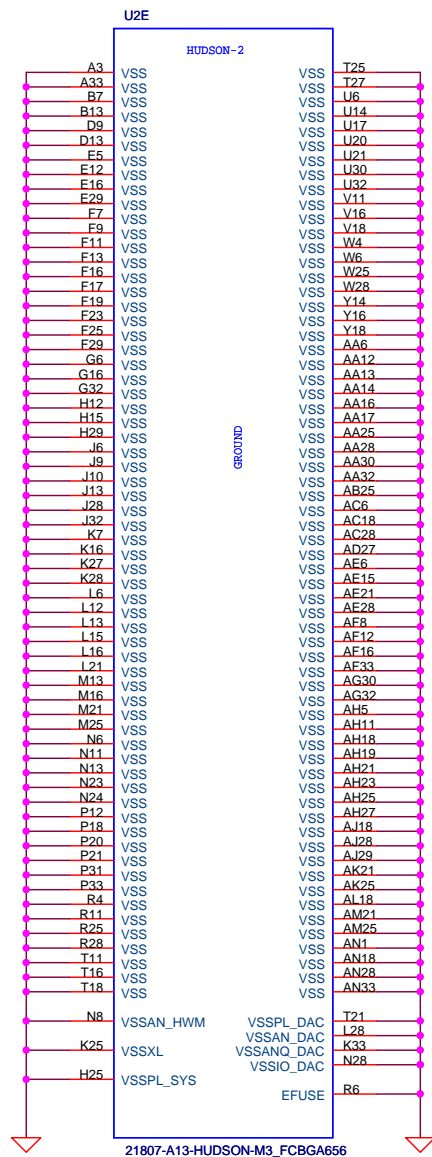 U2E
HUDSON-2
A3 VSS VSS T25
A33 VSS VSS T27
B7 VSS VSS U6
B13 VSS VSS U14
D9 VSS VSS U17
D13 VSS VSS U20
E5 VSS VSS U21
E12 VSS VSS U30
E16 VSS VSS U32
E29 VSS VSS V11
F7 VSS VSS V16
F9 VSS VSS V18
F11 VSS VSS W4
F13 VSS VSS W6
F16 VSS VSS W25
F17 VSS VSS W28
F19 VSS VSS Y14
F23 VSS VSS Y16
F25 VSS VSS Y18
F29 VSS VSS AA6
G6 VSS VSS AA12
G16 VSS VSS AA13
G32 VSS VSS AA14
H12 VSS VSS AA16
H15 VSS VSS AA17
H29 VSS VSS AA25
J6 VSS VSS AA28
J9 VSS VSS AA30
J10 VSS VSS AA32
J13 VSS VSS AB25
J28 VSS VSS AC6
J32 VSS VSS AC18
K7 VSS VSS AC28
K16 VSS VSS AD27
K27 VSS VSS AE6
K28 VSS VSS AE15
L6 VSS VSS AE21
L12 VSS VSS AE28
L13 VSS VSS AF8
L15 VSS VSS AF12
L16 VSS VSS AF16
L21 VSS VSS AF33
M13 VSS VSS AG30
M16 VSS VSS AG32
M21 VSS VSS AH5
M25 VSS VSS AH11
N6 VSS VSS AH18
N11 VSS VSS AH19
N13 VSS VSS AH21
N23 VSS VSS AH23
N24 VSS VSS AH25
P12 VSS VSS AH27
P18 VSS VSS AJ18
P20 VSS VSS AJ28
P21 VSS VSS AJ29
P31 VSS VSS AK21
P33 VSS VSS AK25
R4 VSS VSS AL18
R11 VSS VSS AM21
R25 VSS VSS AM25
R28 VSS VSS AN1
T11 VSS VSS AN18
T16 VSS VSS AN28
T18 VSS VSS AN33
GROUND
N8 VSSAN_HWM VSSPL_DAC T21
VSSAN_DAC L28
K25 VSSXL VSSANQ_DAC K33
VSSIO_DAC N28
H25 VSSPL_SYS
EFUSE R6
21807-A13-HUDSON-M3_FCBGA656